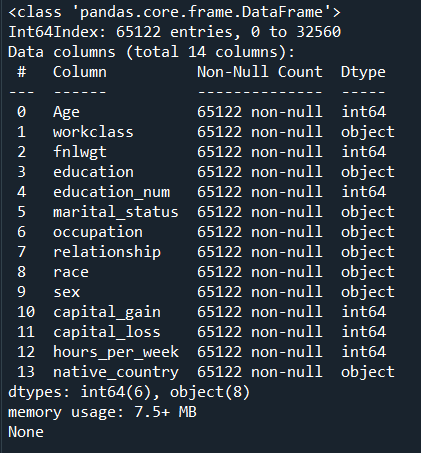 <class 'pandas.core.frame.DataFrame'>
Int64Index: 65122 entries, 0 to 32560
Data columns (total 14 columns):
 #   Column          Non-Null Count  Dtype
---  ------          --------------  -----
 0   Age             65122 non-null  int64
 1   workclass       65122 non-null  object
 2   fnlwgt          65122 non-null  int64
 3   education       65122 non-null  object
 4   education_num   65122 non-null  int64
 5   marital_status  65122 non-null  object
 6   occupation      65122 non-null  object
 7   relationship    65122 non-null  object
 8   race            65122 non-null  object
 9   sex             65122 non-null  object
 10  capital_gain    65122 non-null  int64
 11  capital_loss    65122 non-null  int64
 12  hours_per_week  65122 non-null  int64
 13  native_country  65122 non-null  object
dtypes: int64(6), object(8)
memory usage: 7.5+ MB
None